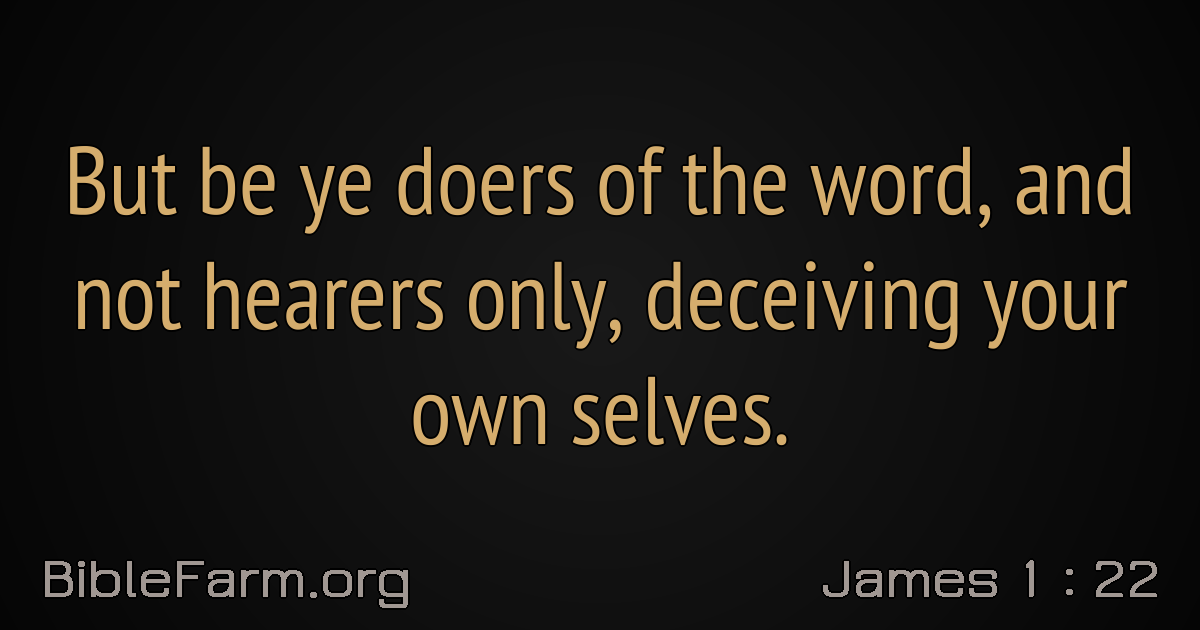 But be ye doers of the word, and
not hearers only, deceiving your
own selves.
BibleFarm.org
James 1 : 22